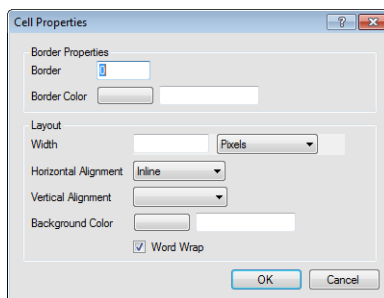 Cell Properties
Border Properties
Border 0
Border Color
Layout
Width Pixels
Horizontal Alignment Inline
Vertical Alignment
Background Color
Word Wrap
OK Cancel